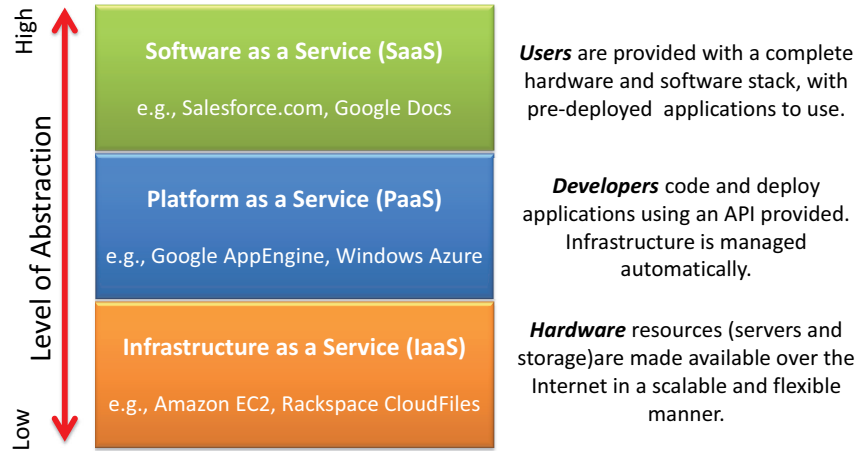 High
Level of Abstraction
Low
Software as a Service (SaaS)
e.g., Salesforce.com, Google Docs
Users are provided with a complete
hardware and software stack, with
pre-deployed applications to use.
Platform as a Service (PaaS)
e.g., Google AppEngine, Windows Azure
Developers code and deploy
applications using an API provided.
Infrastructure is managed
automatically.
Infrastructure as a Service (IaaS)
e.g., Amazon EC2, Rackspace CloudFiles
Hardware resources (servers and
storage)are made available over the
Internet in a scalable and flexible
manner.